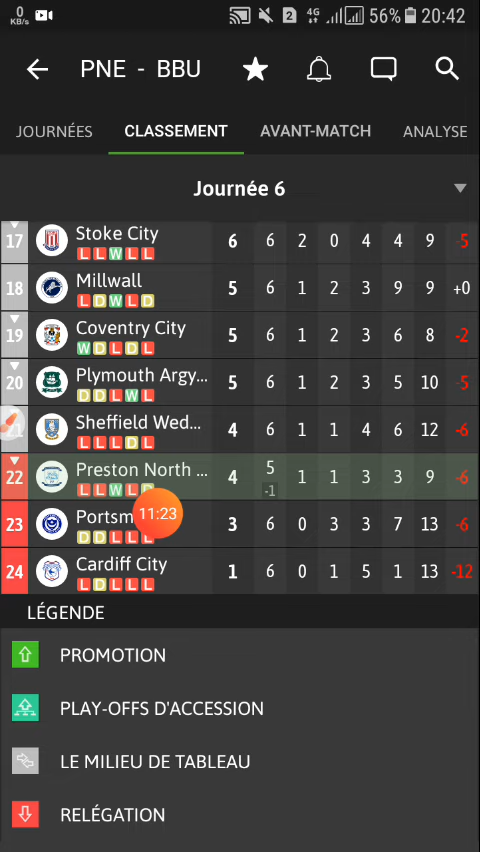 0
KB/s
2 4G 56% 20:42
PNE - BBU
JOURNÉES CLASSEMENT AVANT-MATCH ANALYSE
Journée 6
17 Stoke City 6 6 2 0 4 4 9 -5
L L W L L
18 Millwall 5 6 1 2 3 9 9 +0
L D W L D
19 Coventry City 5 6 1 2 3 6 8 -2
W D L D L
20 Plymouth Argy... 5 6 1 2 3 5 10 -5
D D L W L
Sheffield Wed... 4 6 1 1 4 6 12 -6
L L L D L
22 Preston North ... 4 5 1 1 3 3 9 -6
L L W L D -1
23 Portsm 3 6 0 3 3 7 13 -6
D D L L L
11:23
24 Cardiff City 1 6 0 1 5 1 13 -12
L D L L L
LÉGENDE
PROMOTION
PLAY-OFFS D'ACCESSION
LE MILIEU DE TABLEAU
RELÉGATION